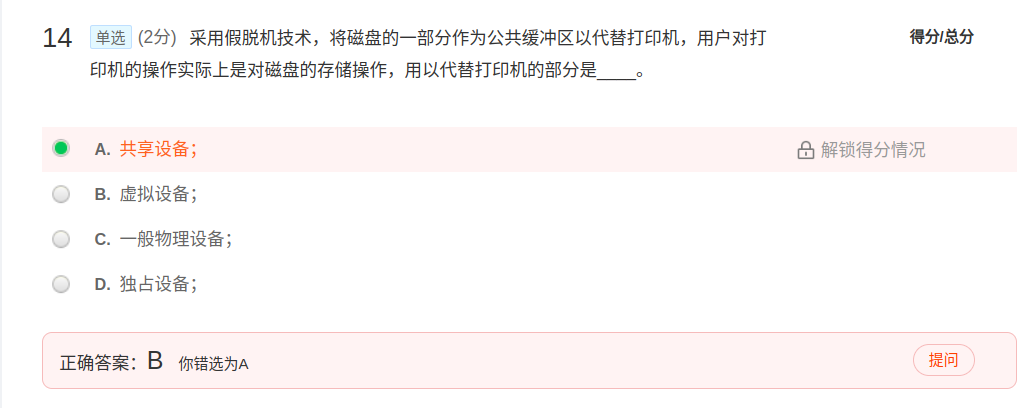 14 单选 (2分) 采用假脱机技术，将磁盘的一部分作为公共缓冲区以代替打印机，用户对打 得分/总分
印机的操作实际上是对磁盘的存储操作，用以代替打印机的部分是____。
A. 共享设备； 解锁得分情况
B. 虚拟设备；
C. 一般物理设备；
D. 独占设备；
正确答案：B 你错选为A 提问